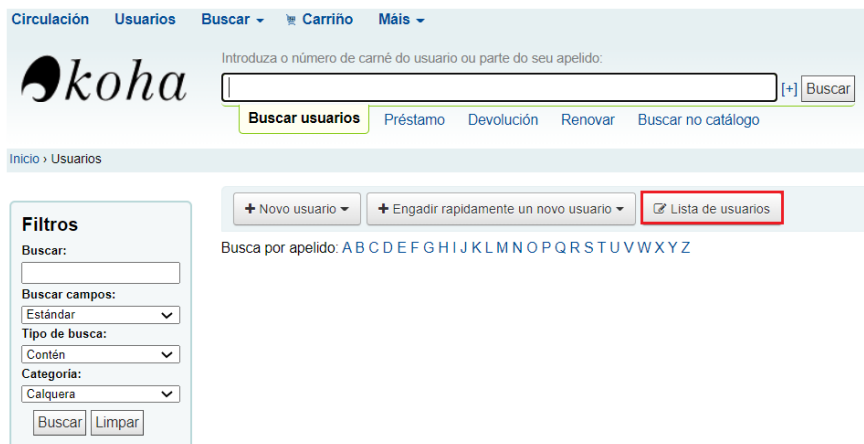 Circulación Usuarios Buscar Carriño Máis
koha
Introduza o número de carné do usuario ou parte do seu apelido:
[+] Buscar
Buscar usuarios Préstamo Devolución Renovar Buscar no catálogo
Inicio › Usuarios
+ Novo usuario + Engadir rapidamente un novo usuario Lista de usuarios
Busca por apelido: A B C D E F G H I J K L M N O P Q R S T U V W X Y Z
Filtros
Buscar:
Buscar campos:
Estándar
Tipo de busca:
Contén
Categoría:
Calquera
Buscar Limpar